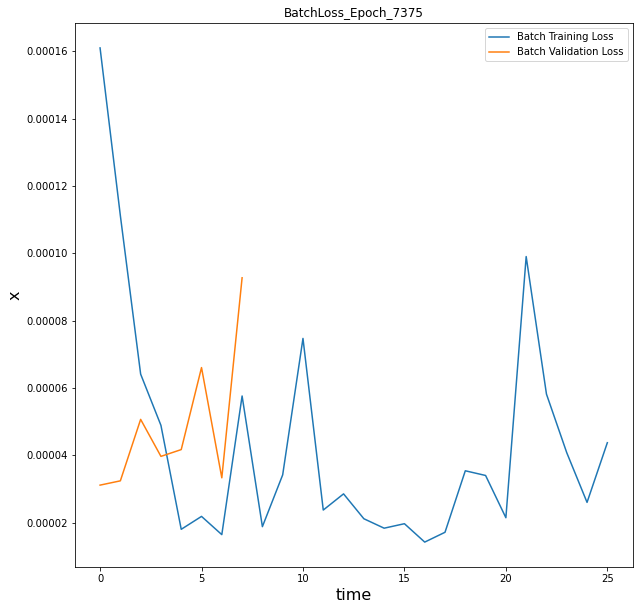 BatchLoss_Epoch_7375
Batch Training Loss
Batch Validation Loss
0.00016
0.00014
0.00012
0.00010
0.00008
0.00006
0.00004
0.00002
x
0 5 10 15 20 25
time